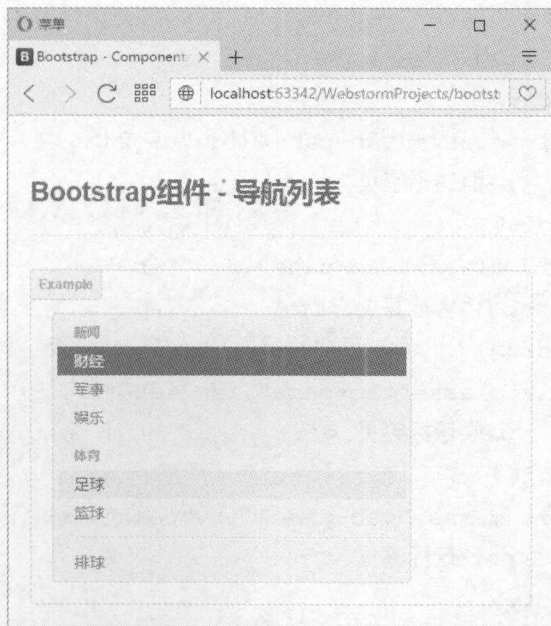 菜单
Bootstrap - Component
localhost:63342/WebstormProjects/bootst
Bootstrap组件 - 导航列表
Example
新闻
财经
军事
娱乐
体育
足球
篮球
排球